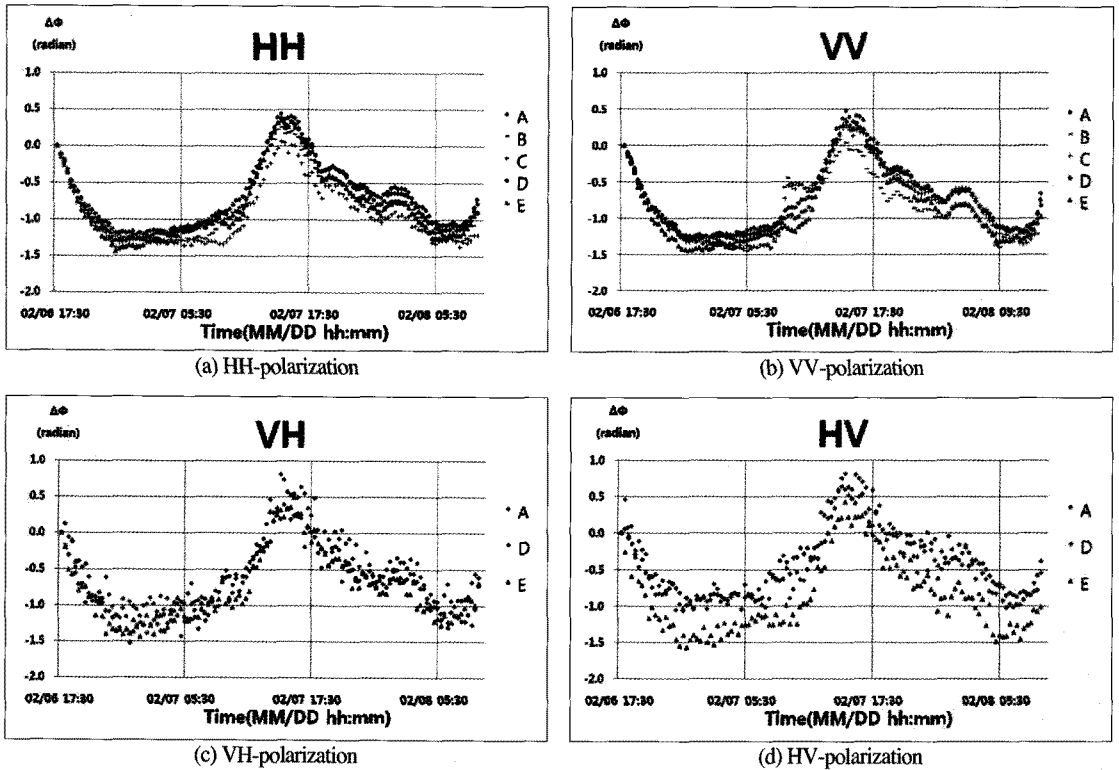 ΔΦ
(radian)
HH
1.0
0.5
0.0
-0.5
-1.0
-1.5
-2.0
A
B
C
D
E
02/06 17:30 02/07 05:30 02/07 17:30 02/08 05:30
Time(MM/DD hh:mm)
(a) HH-polarization
ΔΦ
(radian)
VV
1.0
0.5
0.0
-0.5
-1.0
-1.5
-2.0
A
B
C
D
E
02/06 17:30 02/07 05:30 02/07 17:30 02/08 05:30
Time(MM/DD hh:mm)
(b) VV-polarization
ΔΦ
(radian)
VH
1.0
0.5
0.0
-0.5
-1.0
-1.5
-2.0
A
D
E
02/06 17:30 02/07 05:30 02/07 17:30 02/08 05:30
Time(MM/DD hh:mm)
(c) VH-polarization
ΔΦ
(radian)
HV
1.0
0.5
0.0
-0.5
-1.0
-1.5
-2.0
A
D
E
02/06 17:30 02/07 05:30 02/07 17:30 02/08 05:30
Time(MM/DD hh:mm)
(d) HV-polarization